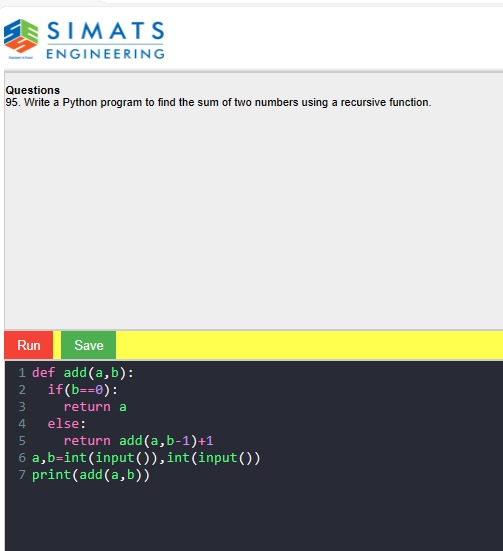 SIMATS
ENGINEERING
Questions
95. Write a Python program to find the sum of two numbers using a recursive function.
Run
Save
1 def add(a,b):
2   if(b==0):
3     return a
4   else:
5     return add(a,b-1)+1
6 a,b=int(input()),int(input())
7 print(add(a,b))